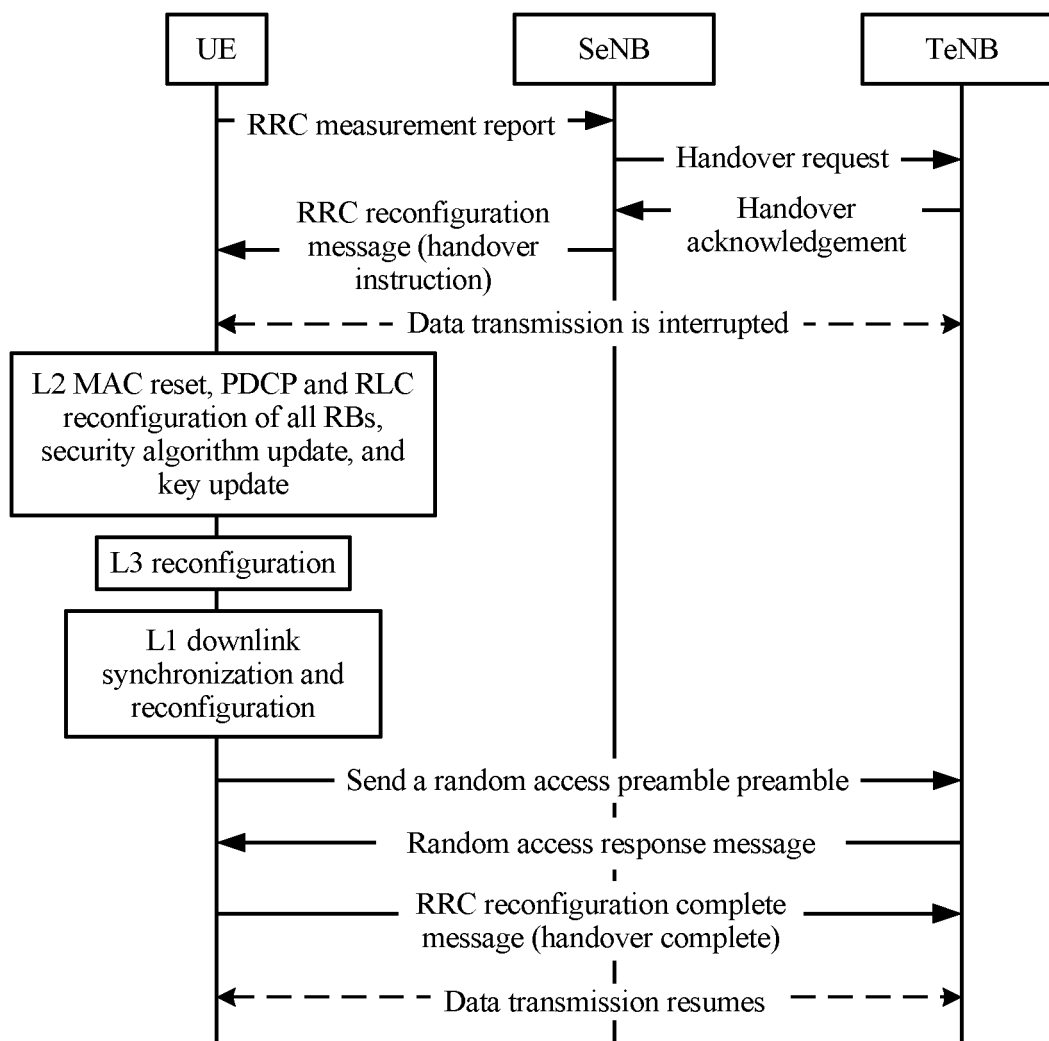 UE
SeNB
TeNB
RRC measurement report
Handover request
RRC reconfiguration
message (handover
instruction)
Handover
acknowledgement
Data transmission is interrupted
L2 MAC reset, PDCP and RLC
reconfiguration of all RBs,
security algorithm update, and
key update
L3 reconfiguration
L1 downlink
synchronization and
reconfiguration
Send a random access preamble preamble
Random access response message
RRC reconfiguration complete
message (handover complete)
Data transmission resumes